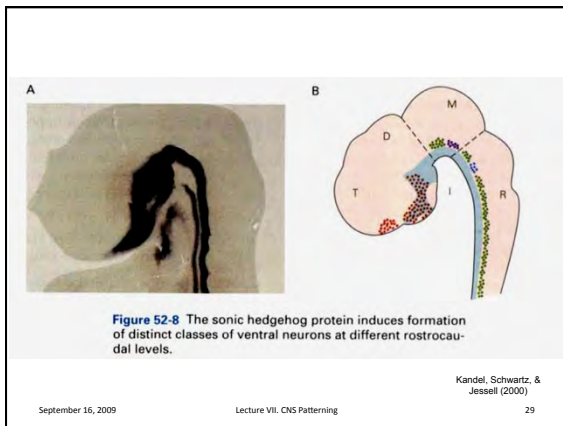 A
B
M
D
T
I
R
Figure 52-8 The sonic hedgehog protein induces formation
of distinct classes of ventral neurons at different rostrocau-
dal levels.
Kandel, Schwartz, &
Jessell (2000)
September 16, 2009
Lecture VII. CNS Patterning
29